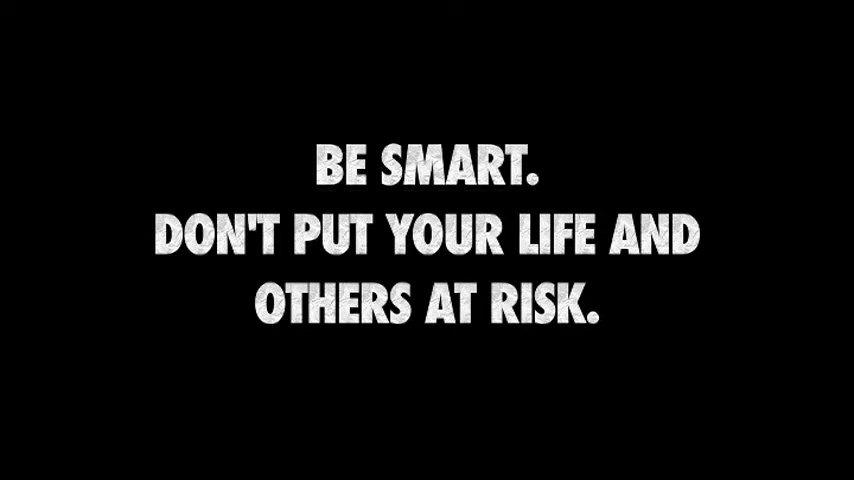 BE SMART.
DON'T PUT YOUR LIFE AND
OTHERS AT RISK.